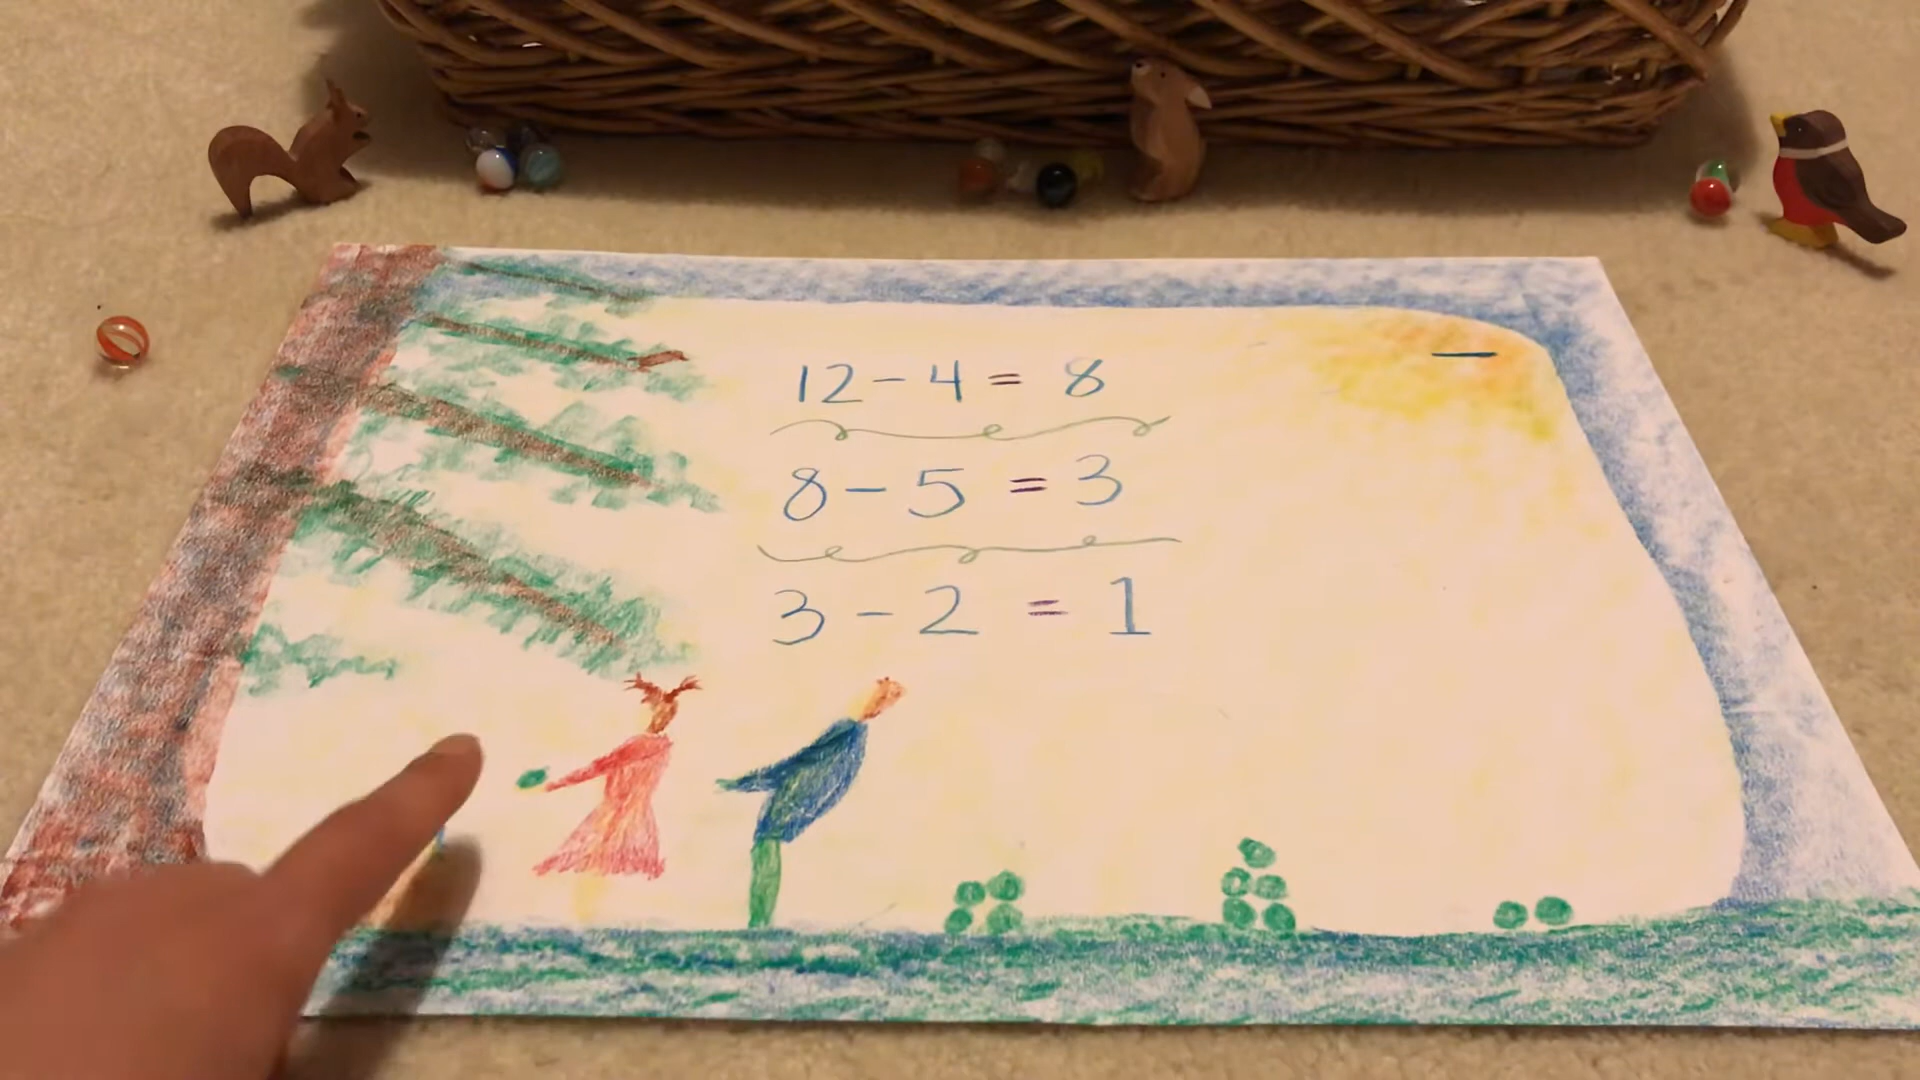 12 - 4 = 8
8 - 5 = 3
3 - 2 = 1